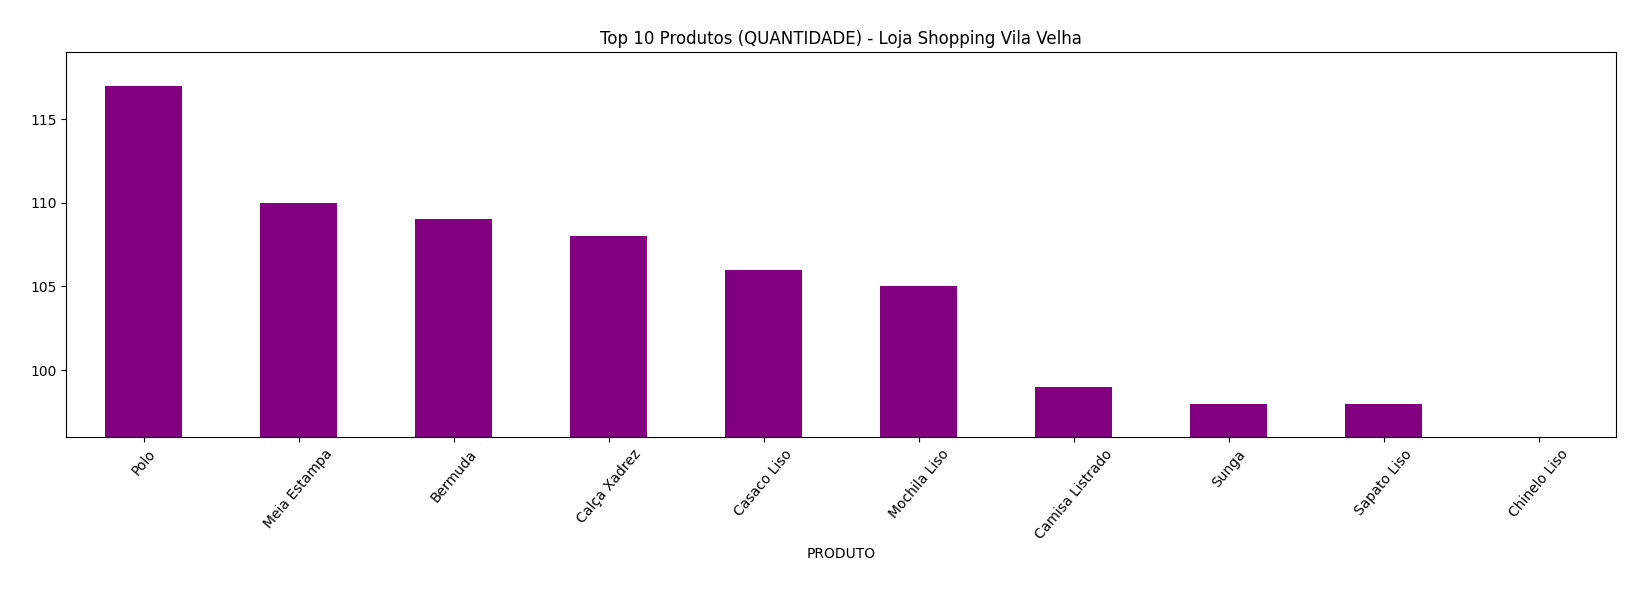 Top 10 Produtos (QUANTIDADE) - Loja Shopping Vila Velha
115
110
105
100
Polo
Meia Estampa
Bermuda
Calça Xadrez
Casaco Liso
Mochila Liso
Camisa Listrado
Sunga
Sapato Liso
Chinelo Liso
PRODUTO